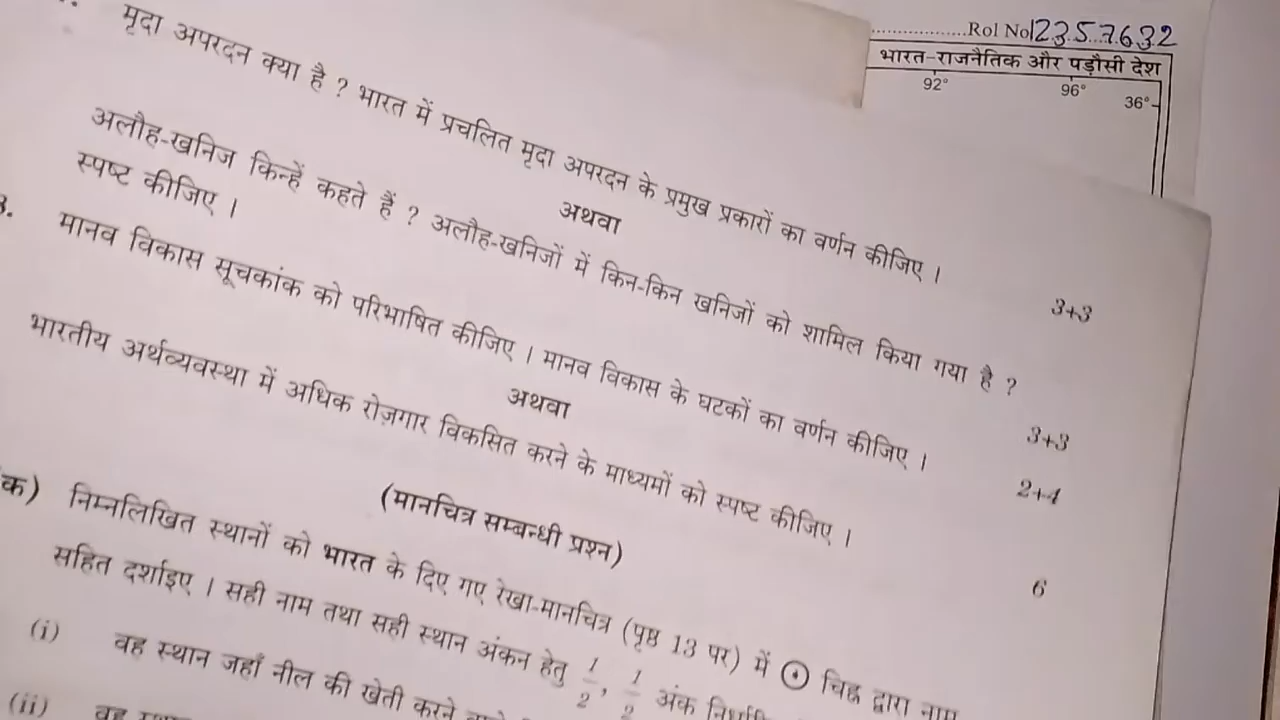 Rol No 12357632
भारत-राजनैतिक और पड़ौसी देश
92°
96°
36°
मृदा अपरदन क्या है ? भारत में प्रचलित मृदा अपरदन के प्रमुख प्रकारों का वर्णन कीजिए ।
3+3
अथवा
अलौह-खनिज किन्हें कहते हैं ? अलौह-खनिजों में किन-किन खनिजों को शामिल किया गया है ?
स्पष्ट कीजिए ।
3+3
मानव विकास सूचकांक को परिभाषित कीजिए । मानव विकास के घटकों का वर्णन कीजिए ।
2+4
अथवा
भारतीय अर्थव्यवस्था में अधिक रोज़गार विकसित करने के माध्यमों को स्पष्ट कीजिए ।
6
(मानचित्र सम्बन्धी प्रश्न)
क) निम्नलिखित स्थानों को भारत के दिए गए रेखा-मानचित्र (पृष्ठ 13 पर) में ⊙ चिह्न द्वारा नाम
सहित दर्शाइए । सही नाम तथा सही स्थान अंकन हेतु 1/2, 1/2 अंक
(i) वह स्थान जहाँ नील की खेती करने
(ii) वह